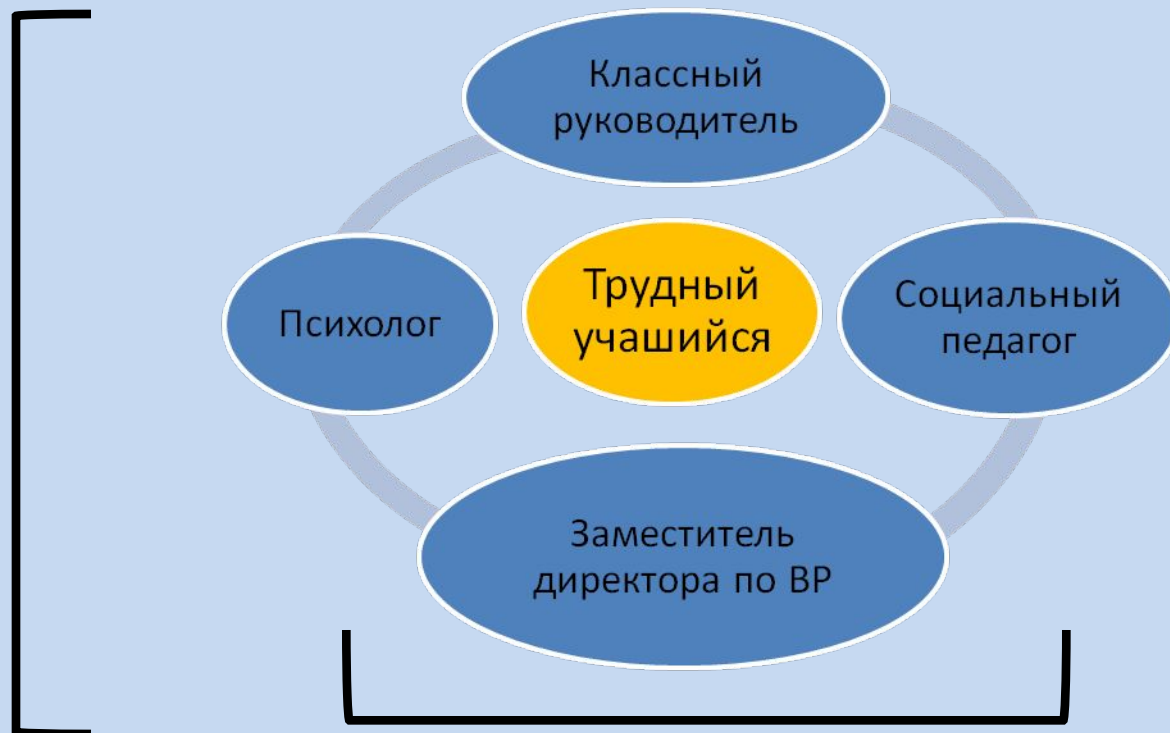 Классный
руководитель
Психолог
Трудный
учашийся
Социальный
педагог
Заместитель
директора по ВР